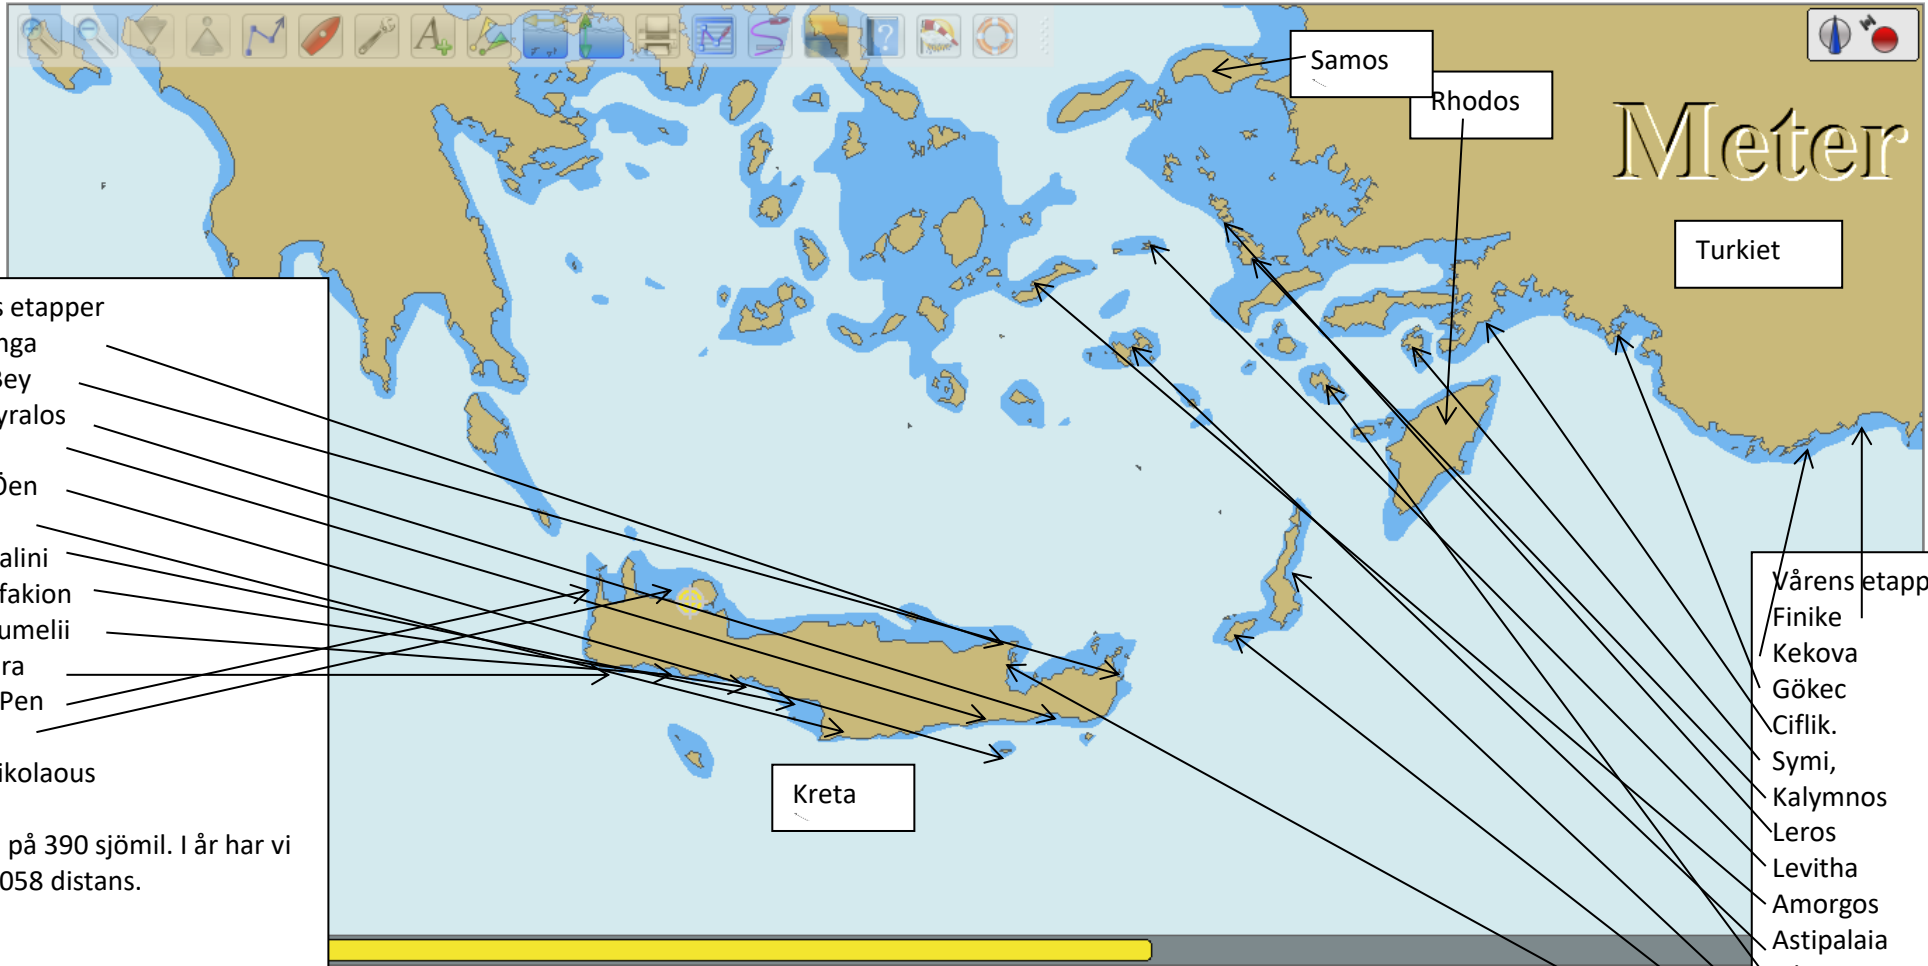 Samos
Rhodos
Meter
Turkiet
s etapper
nga
Bey
yralos
Öen
alini
fakion
umelii
ra
Pen
ikolaous
på 390 sjömil. I år har vi
058 distans.
Kreta
Vårens etapp
Finike
Kekova
Gökec
Ciflik.
Symi,
Kalymnos
Leros
Levitha
Amorgos
Astipalaia